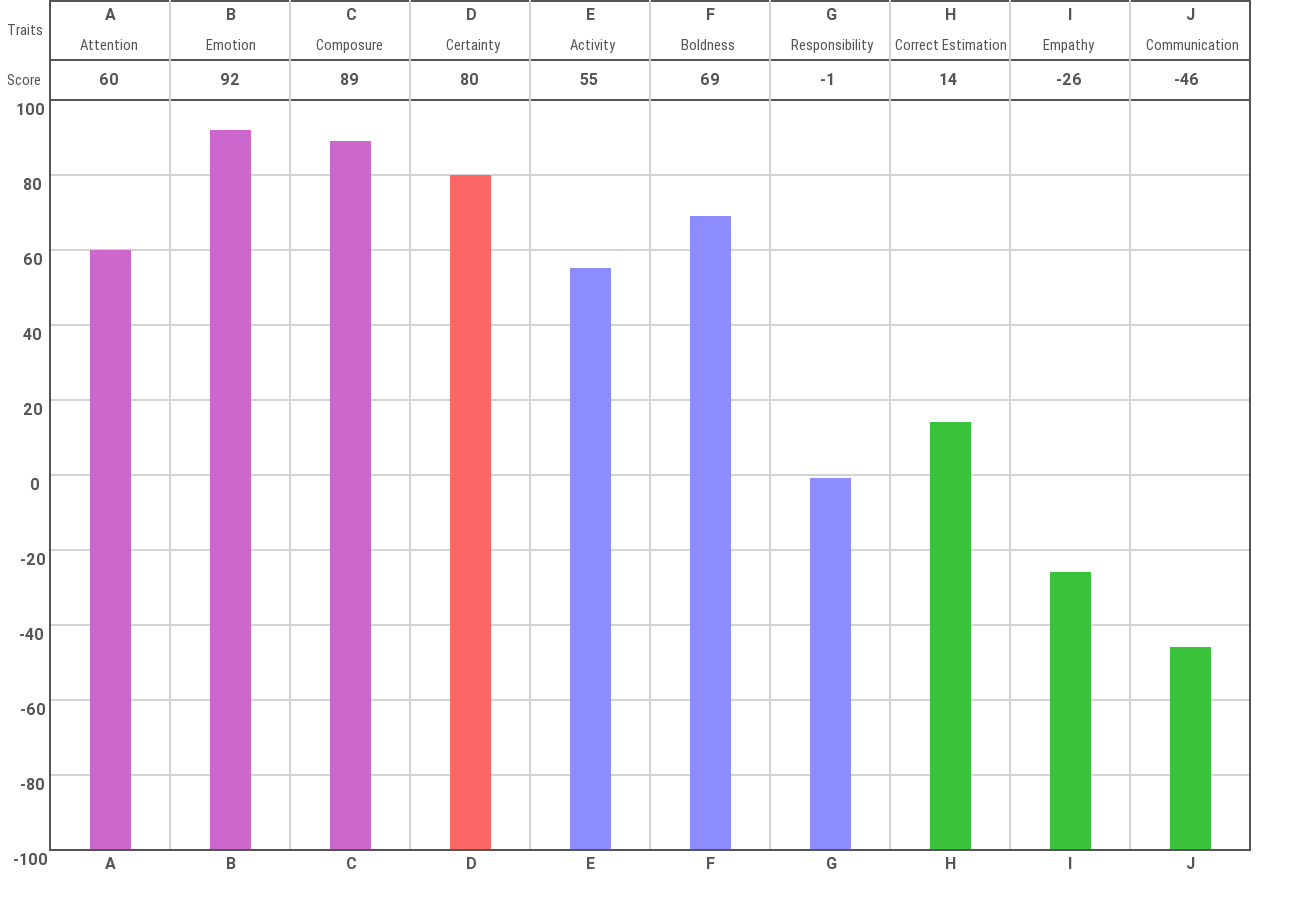 Traits
A B C D E F G H I J
Attention Emotion Composure Certainty Activity Boldness Responsibility Correct Estimation Empathy Communication
Score 60 92 89 80 55 69 -1 14 -26 -46
100
80
60
40
20
0
-20
-40
-60
-80
-100
A B C D E F G H I J